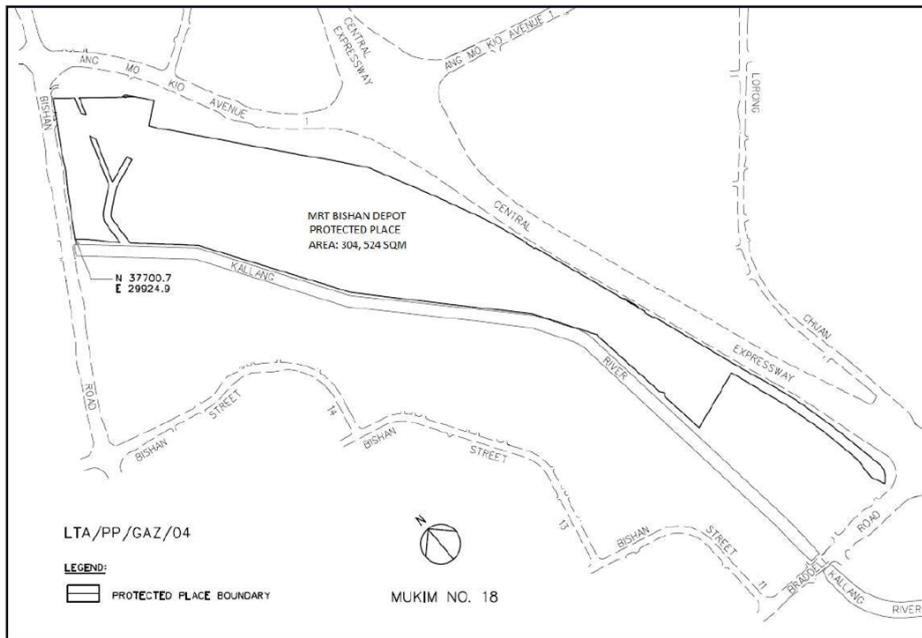 ANG MO KIO AVENUE 1
CENTRAL EXPRESSWAY
ANG MO KIO AVENUE 1
LORONG CHUAN
BISHAN ROAD
MRT BISHAN DEPOT
PROTECTED PLACE
AREA: 304, 524 SQM
CENTRAL EXPRESSWAY
N 37700.7
E 29924.9
KALLANG RIVER
BISHAN STREET 14
BISHAN STREET 13
BISHAN STREET 11
BRADDELL ROAD
KALLANG RIVER
LTA/PP/GAZ/04
N
LEGEND:
PROTECTED PLACE BOUNDARY
MUKIM NO. 18